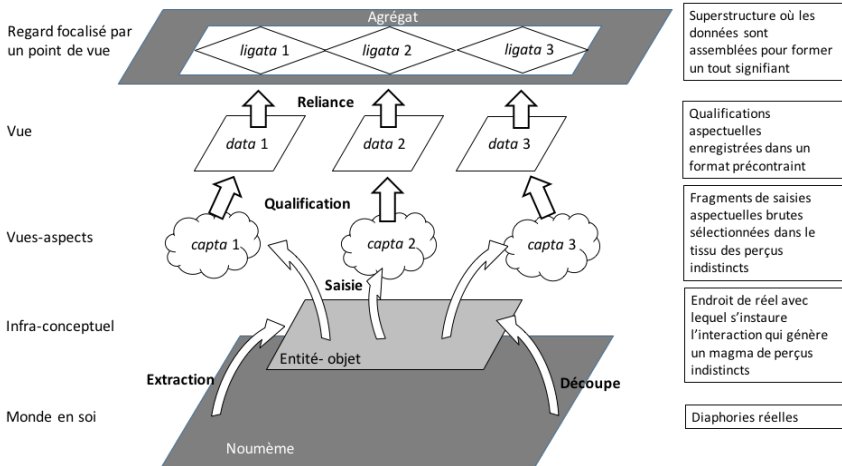 Agrégat
Regard focalisé par
un point de vue
ligata 1
ligata 2
ligata 3
Superstructure où les
données sont
assemblées pour former
un tout signifiant
Reliance
Vue
data 1
data 2
data 3
Qualifications
aspectuelles
enregistrées dans un
format précontraint
Qualification
Vues-aspects
capta 1
capta 2
capta 3
Fragments de saisies
aspectuelles brutes
sélectionnées dans le
tissu des perçus
indistincts
Saisie
Infra-conceptuel
Entité- objet
Endroit de réel avec
lequel s’instaure
l’interaction qui génère
un magma de perçus
indistincts
Extraction
Découpe
Monde en soi
Noumème
Diaphories réelles